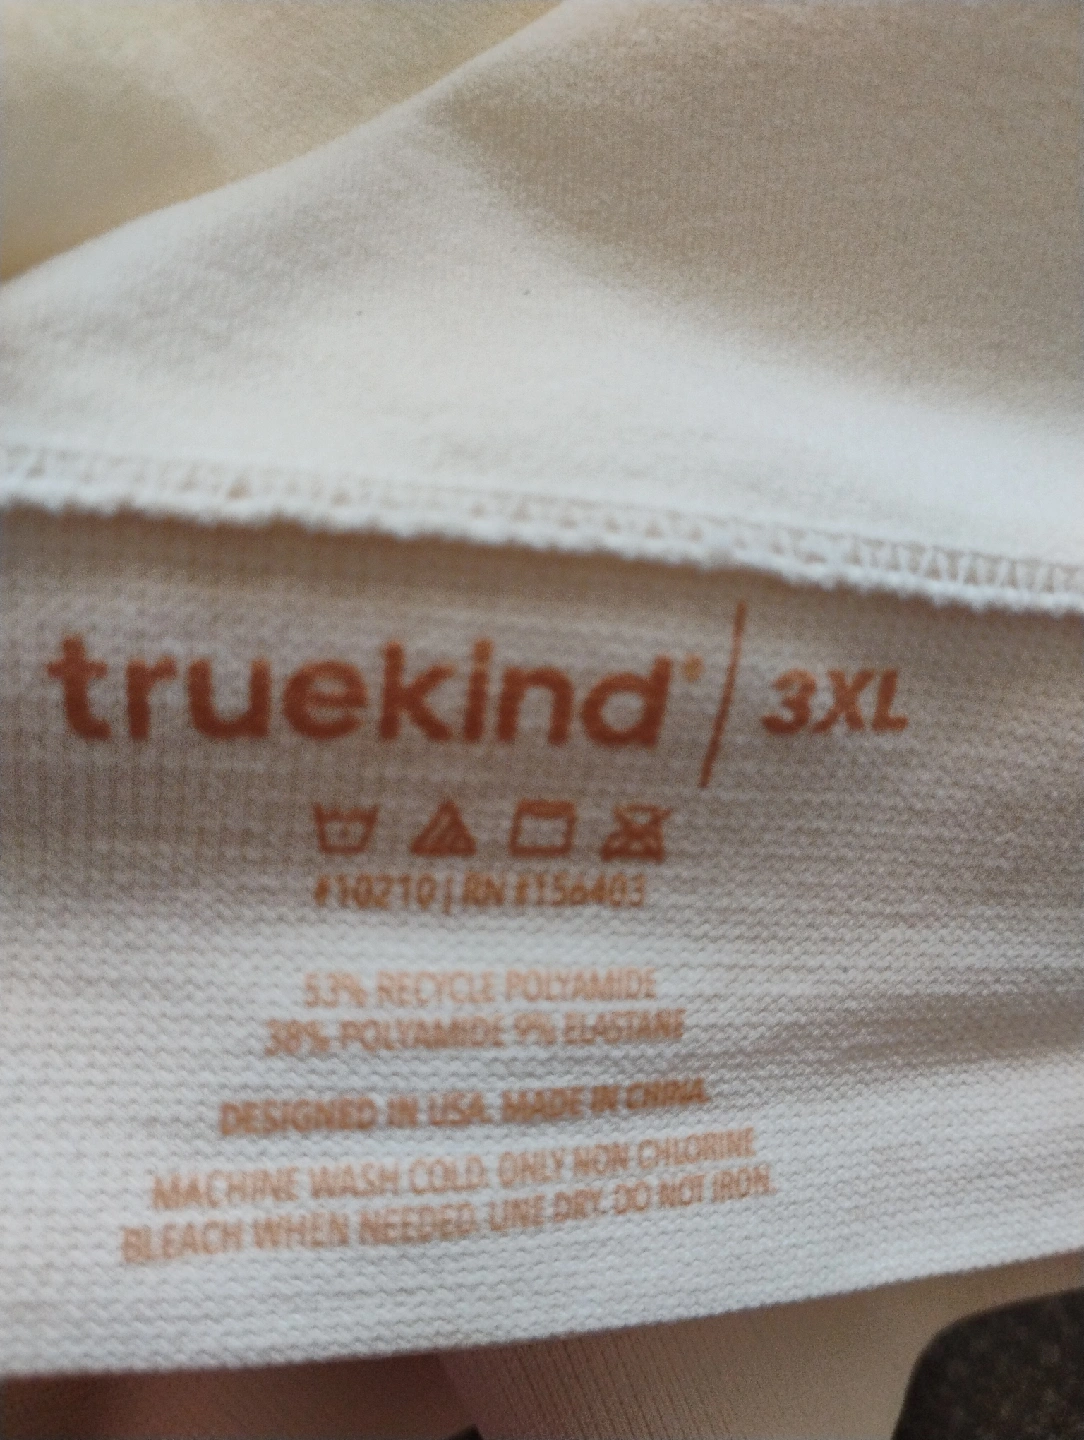 truekind® / 3XL
#10210 | RN #156403
53% RECYCLE POLYAMIDE
38% POLYAMIDE 9% ELASTANE
DESIGNED IN USA. MADE IN CHINA.
MACHINE WASH COLD. ONLY NON CHLORINE
BLEACH WHEN NEEDED. LINE DRY. DO NOT IRON.